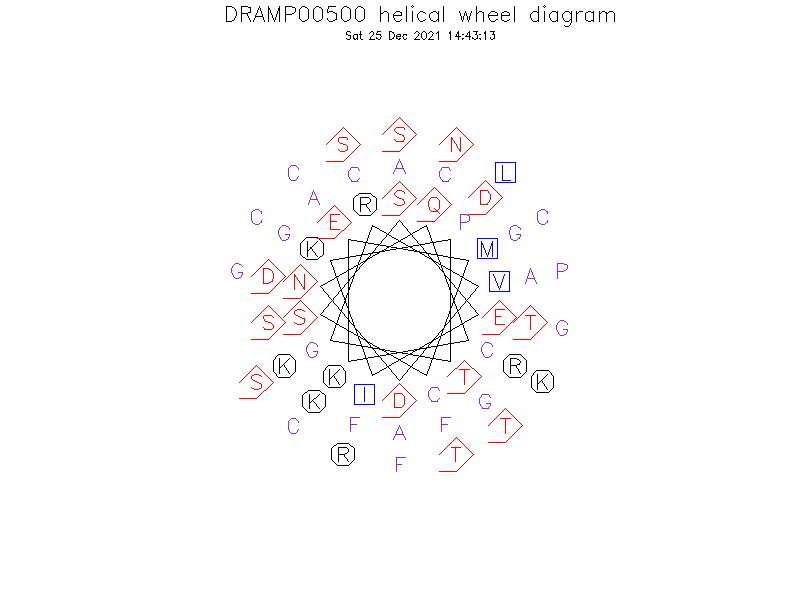 DRAMP00500 helical wheel diagram
Sat 25 Dec 2021 14:43:13
S S N
C C A C L
A R S Q D
C G E P G C
K M
G D N V A P
S S E T G
G C
S K K T R K
K I D C G
C F A F T
R F T